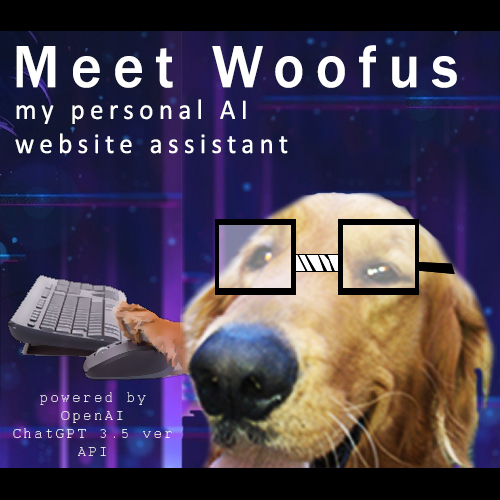 Meet Woofus
my personal AI
website assistant
powered by
OpenAI
ChatGPT 3.5 ver
API